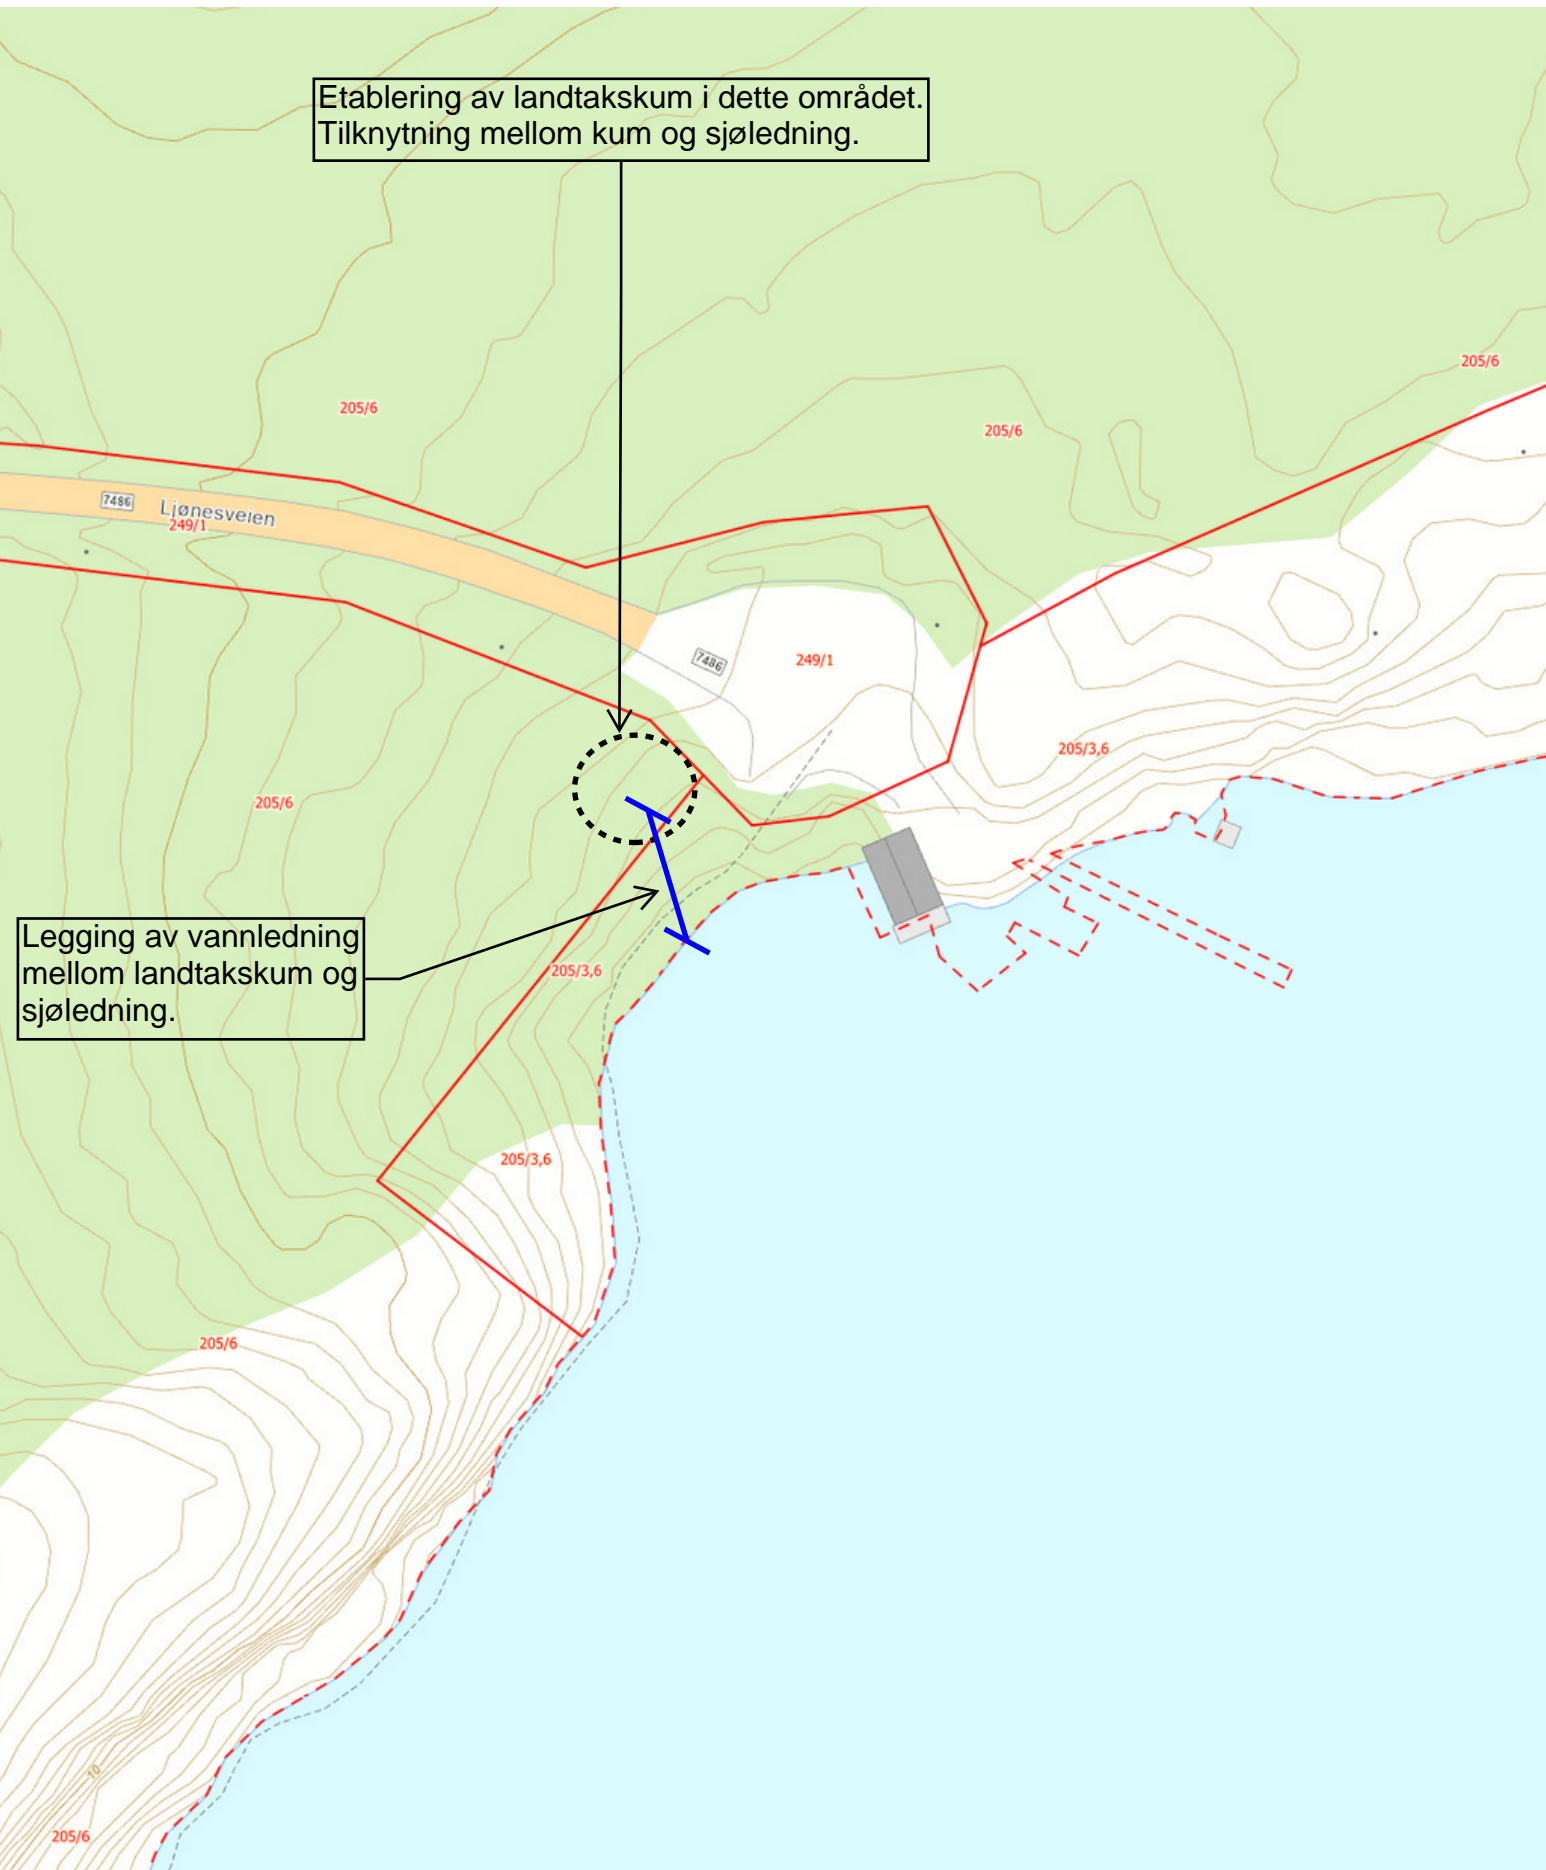 Etablering av landtakskum i dette området.
Tilknytning mellom kum og sjøledning.
205/6
205/6
205/6
7486
Ljønesveien
249/1
7486
249/1
205/3,6
205/6
Legging av vannledning
mellom landtakskum og
sjøledning.
205/3,6
205/3,6
205/6
10
205/6